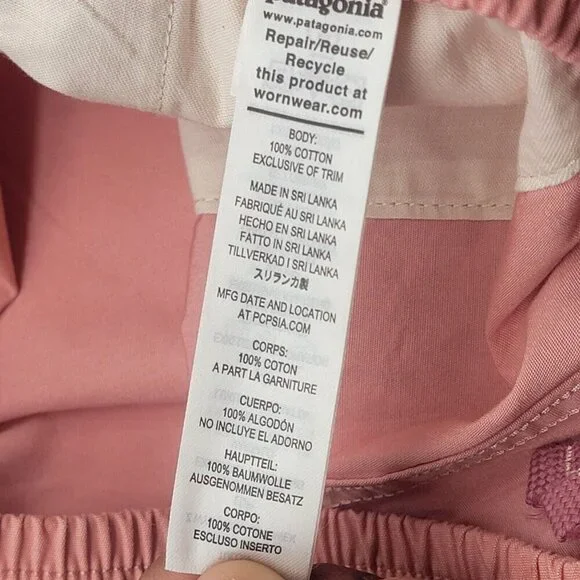 patagonia®
www.patagonia.com
Repair/Reuse/
Recycle
this product at
wornwear.com
BODY:
100% COTTON
EXCLUSIVE OF TRIM
MADE IN SRI LANKA
FABRIQUÉ AU SRI LANKA
HECHO EN SRI LANKA
FATTO IN SRI LANKA
TILLVERKAD I SRI LANKA
スリランカ製
MFG DATE AND LOCATION
AT PCPSIA.COM
CORPS:
100% COTON
A PART LA GARNITURE
CUERPO:
100% ALGODÓN
NO INCLUYE EL ADORNO
HAUPTTEIL:
100% BAUMWOLLE
AUSGENOMMEN BESATZ
CORPO:
100% COTONE
ESCLUSO INSERTO